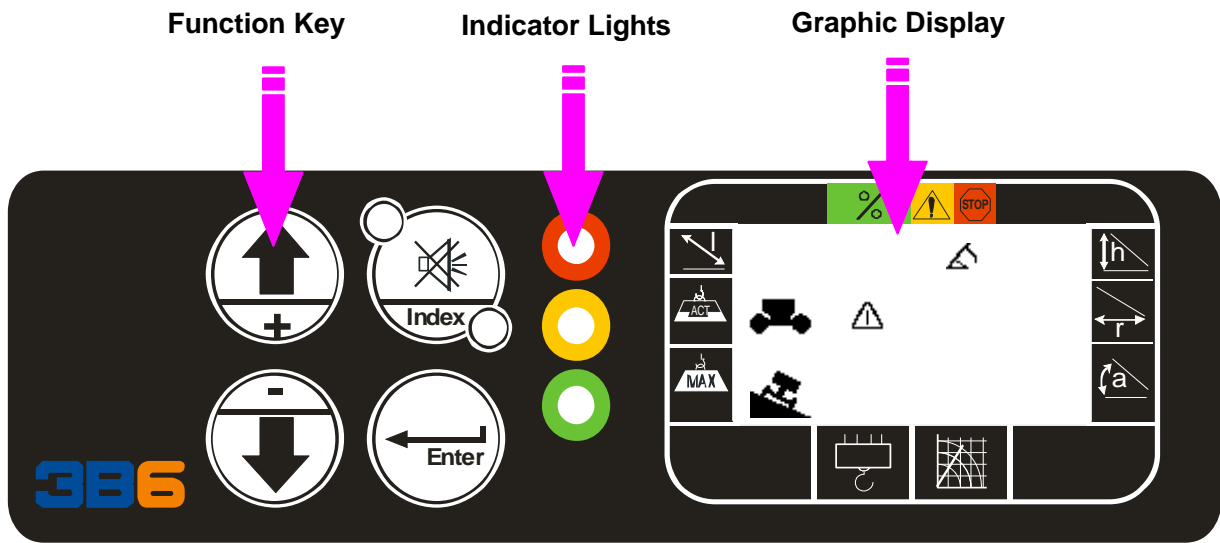 Function Key
Indicator Lights
Graphic Display
%
STOP
l
h
+
Index
ACT
r
MAX
a
-
Enter
3B6